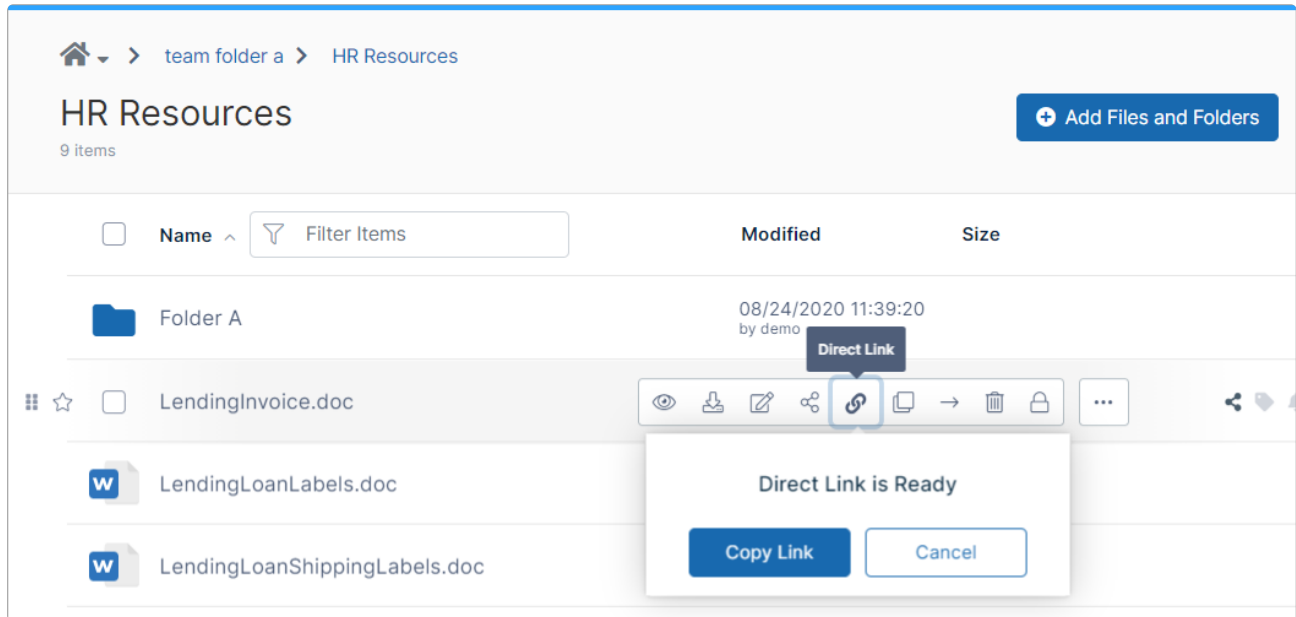 team folder a > HR Resources
HR Resources
Add Files and Folders
9 items
Name Filter Items Modified Size
Folder A 08/24/2020 11:39:20
by demo
Direct Link
LendingInvoice.doc
Direct Link is Ready
W LendingLoanLabels.doc
Copy Link Cancel
W LendingLoanShippingLabels.doc